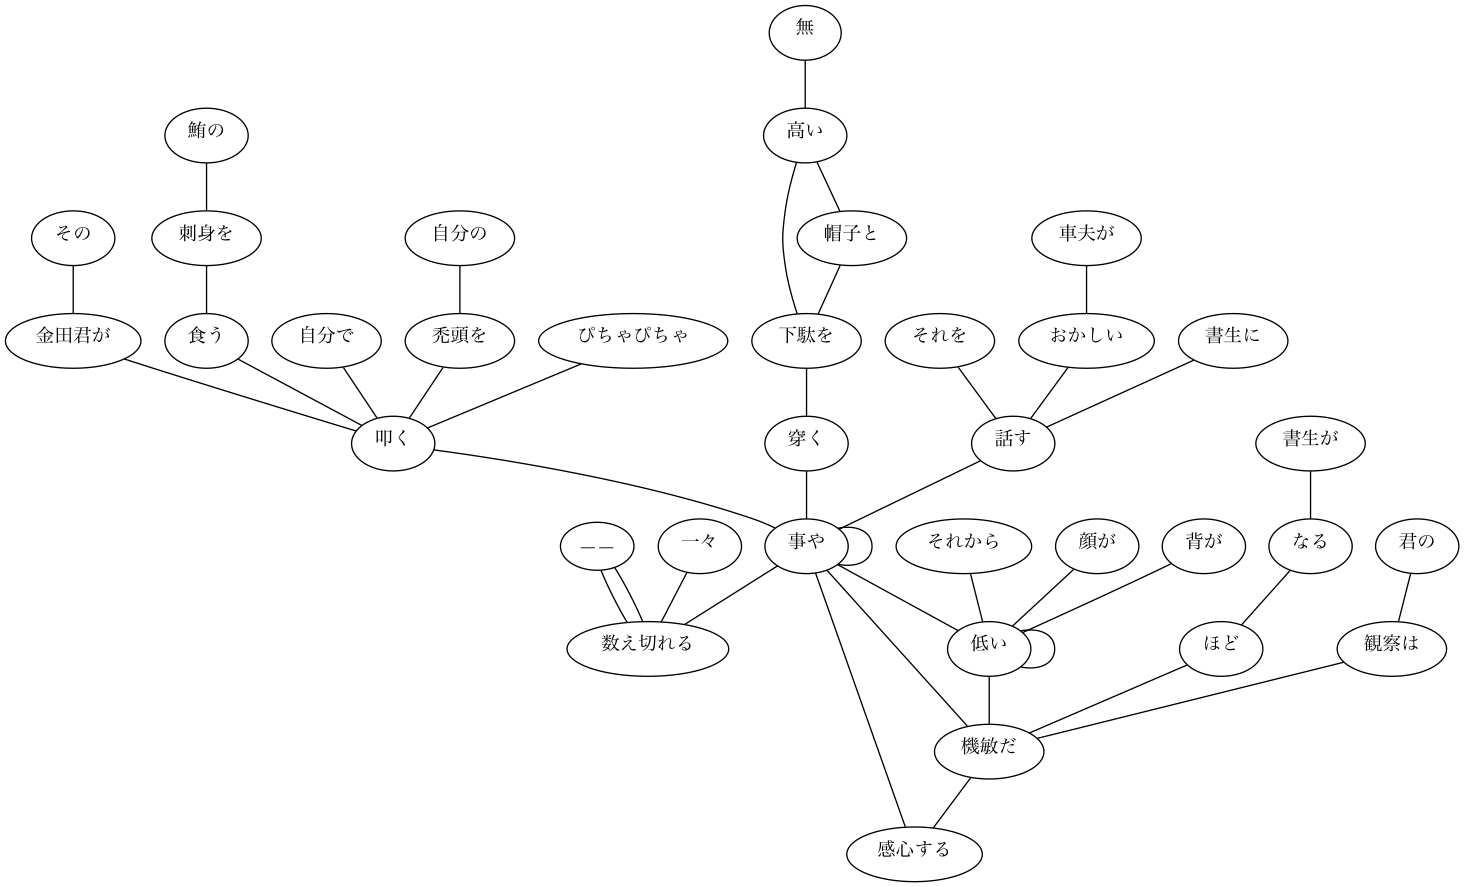 無
鮪の
高い
その
刺身を
自分の
帽子と
車夫が
金田君が
食う
自分で
禿頭を
ぴちゃぴちゃ
下駄を
それを
おかしい
書生に
叩く
穿く
話す
書生が
――
一々
事や
それから
顔が
背が
なる
君の
数え切れる
低い
ほど
観察は
機敏だ
感心する